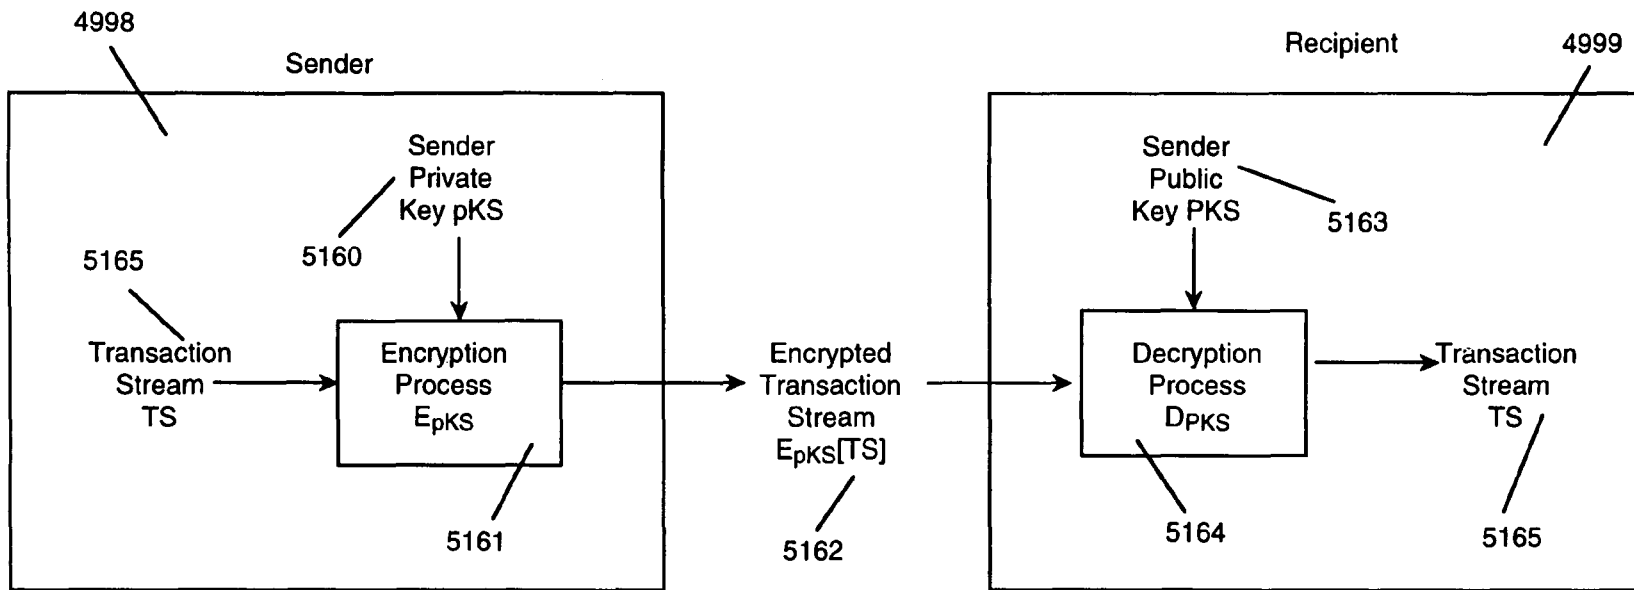 4998
Sender
Recipient
4999
Sender
Private
Key pKS
5160
5165
Transaction
Stream
TS
Encryption
Process
EpKS
5161
Encrypted
Transaction
Stream
EpKS[TS]
5162
Sender
Public
Key PKS
5163
Decryption
Process
DPKS
5164
Transaction
Stream
TS
5165